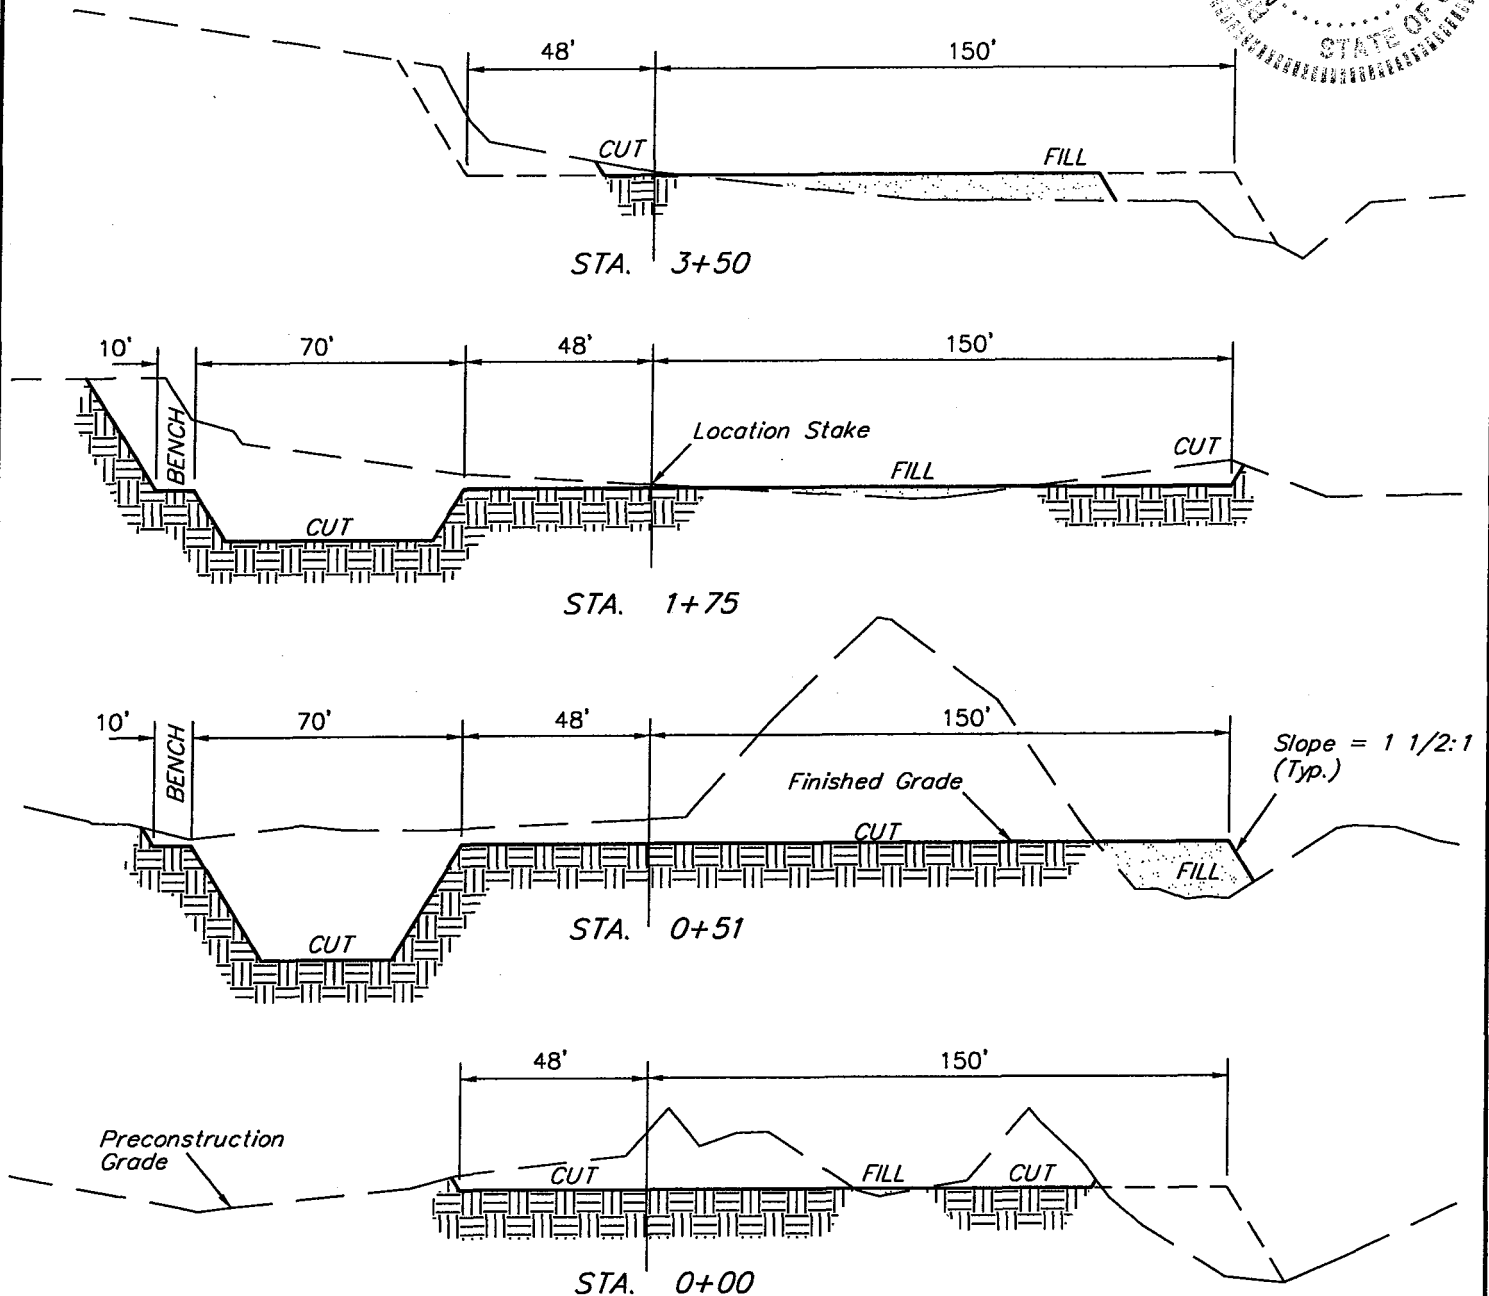 STATE OF
48' 150'
CUT FILL
STA. 3+50
10' 70' 48' 150'
BENCH
Location Stake
CUT
FILL
CUT
STA. 1+75
10' 70' 48' 150'
BENCH
Slope = 1 1/2:1
(Typ.)
Finished Grade
CUT
FILL
CUT
STA. 0+51
48' 150'
Preconstruction
Grade
CUT FILL CUT
STA. 0+00